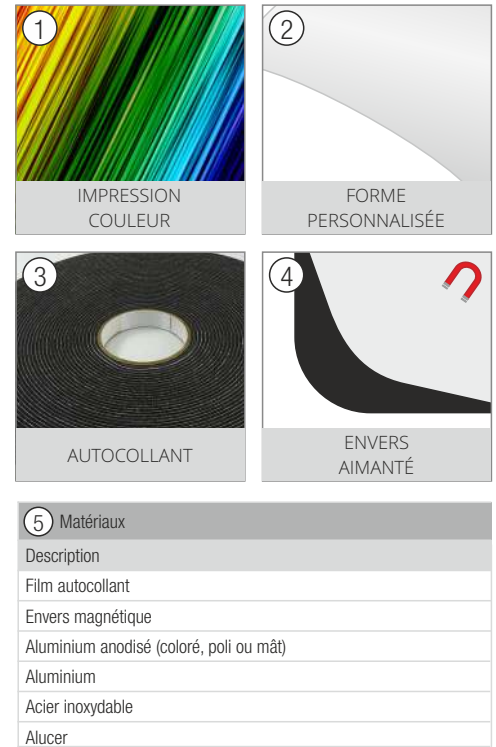 1
IMPRESSION
COULEUR
2
FORME
PERSONNALISÉE
3
AUTOCOLLANT
4
ENVERS
AIMANTÉ
5 Matériaux
Description
Film autocollant
Envers magnétique
Aluminium anodisé (coloré, poli ou mât)
Aluminium
Acier inoxydable
Alucer